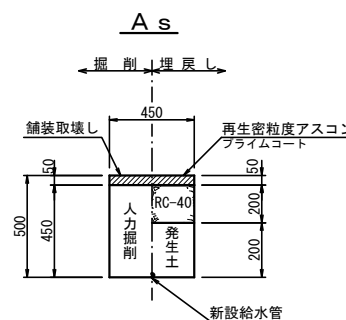 As
掘削 埋戻し
450
舗装取壊し
再生密粒度アスコン
プライムコート
50
50
500
450
人力掘削
RC-40
発生土
200
200
新設給水管